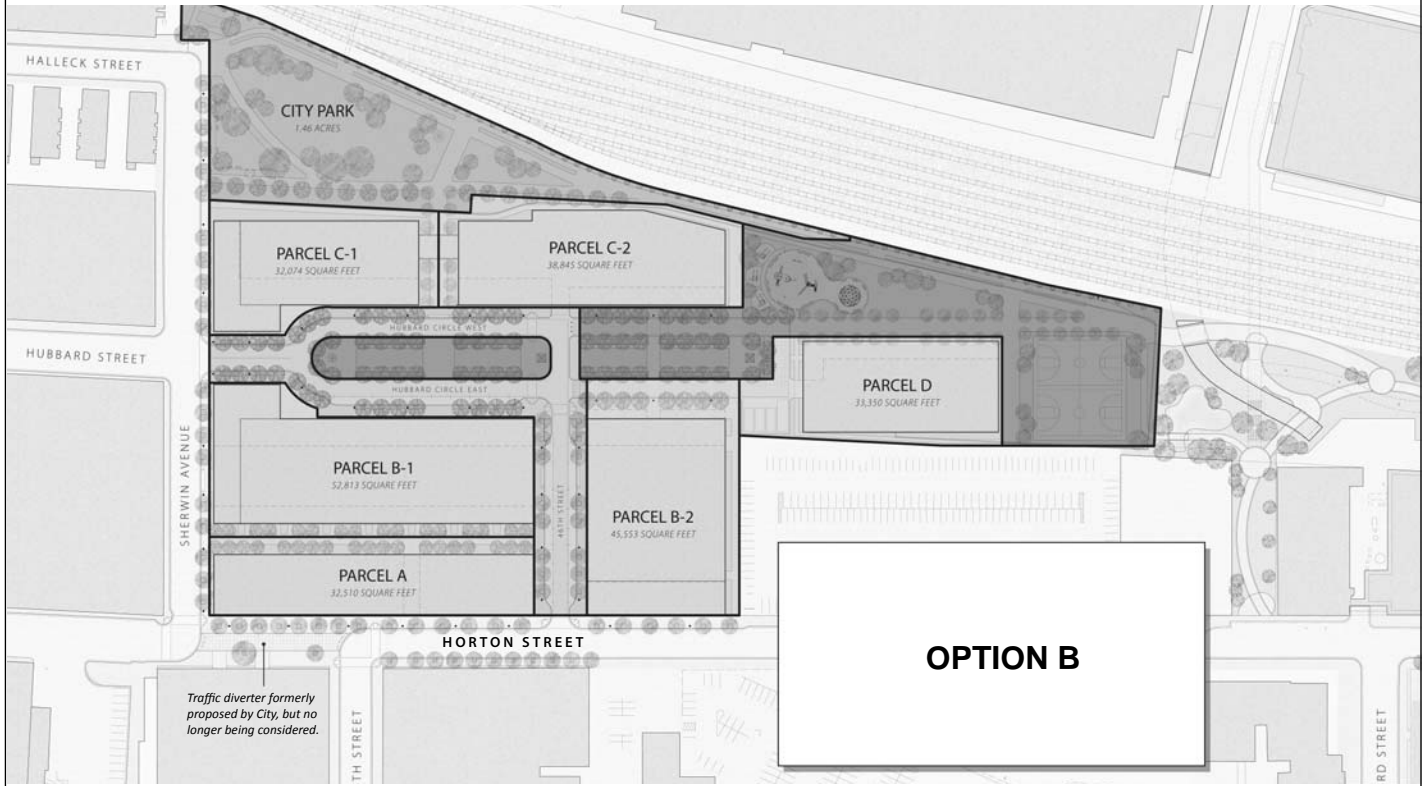 HALLECK STREET
CITY PARK
1.46 ACRES
PARCEL C-1
32,074 SQUARE FEET
PARCEL C-2
38,845 SQUARE FEET
HUBBARD CIRCLE WEST
HUBBARD STREET
HUBBARD CIRCLE EAST
PARCEL D
33,350 SQUARE FEET
SHERWIN AVENUE
PARCEL B-1
52,813 SQUARE FEET
46TH STREET
PARCEL B-2
45,553 SQUARE FEET
PARCEL A
32,510 SQUARE FEET
HORTON STREET
OPTION B
Traffic diverter formerly
proposed by City, but no
longer being considered.
TH STREET
RD STREET